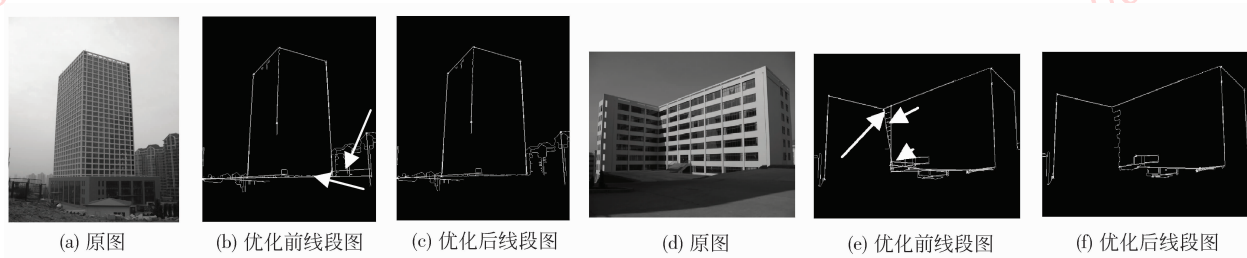 (a) 原图
(b) 优化前线段图
(c) 优化后线段图
(d) 原图
(e) 优化前线段图
(f) 优化后线段图